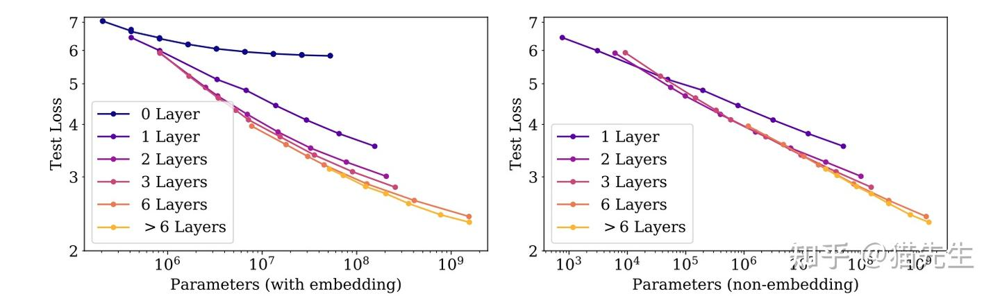 7
6
5
4
3
2
Test Loss
0 Layer
1 Layer
2 Layers
3 Layers
6 Layers
>6 Layers
10⁶ 10⁷ 10⁸ 10⁹
Parameters (with embedding)
7
6
5
4
3
2
Test Loss
1 Layer
2 Layers
3 Layers
6 Layers
>6 Layers
10³ 10⁴ 10⁵ 10⁶ 10⁷ 10⁸ 10⁹
Parameters (non-embedding)
知乎 @猫先生